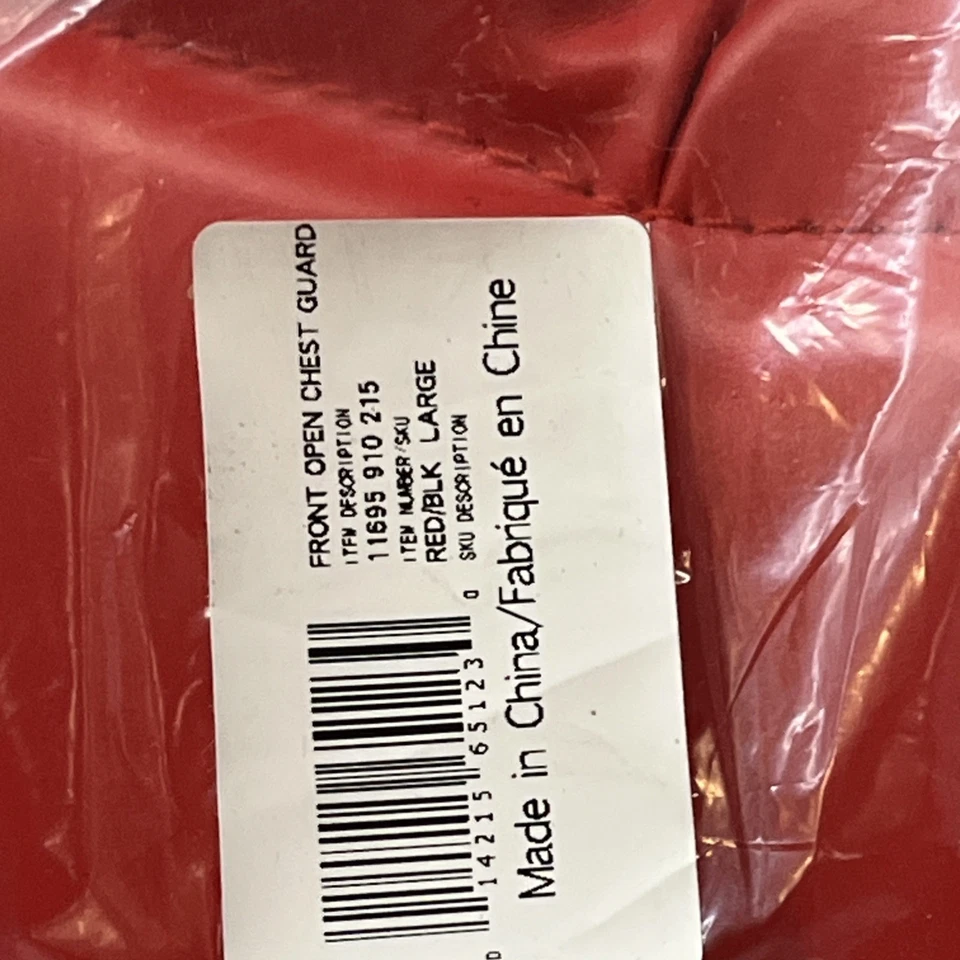 FRONT OPEN CHEST GUARD
ITEM DESCRIPTION
11695 910 215
ITEM NUMBER/SKU
RED/BLK LARGE
SKU DESCRIPTION
0 14215 65123 0
Made in China/Fabriqué en Chine